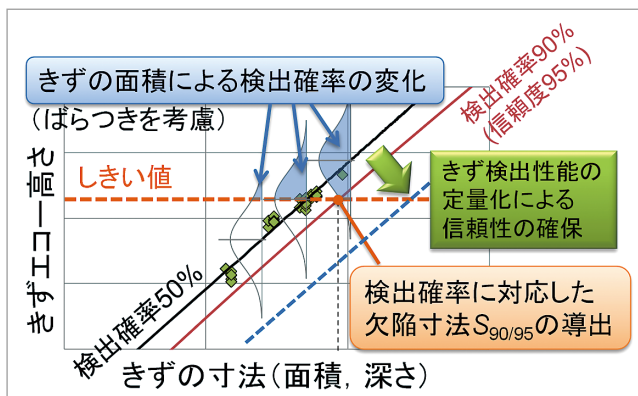 きずの面積による検出確率の変化
(ばらつきを考慮)
検出確率90%
(信頼度95%)
しきい値
きず検出性能の
定量化による
信頼性の確保
きずエコー高さ
検出確率50%
検出確率に対応した
欠陥寸法S90/95の導出
きずの寸法(面積,深さ)